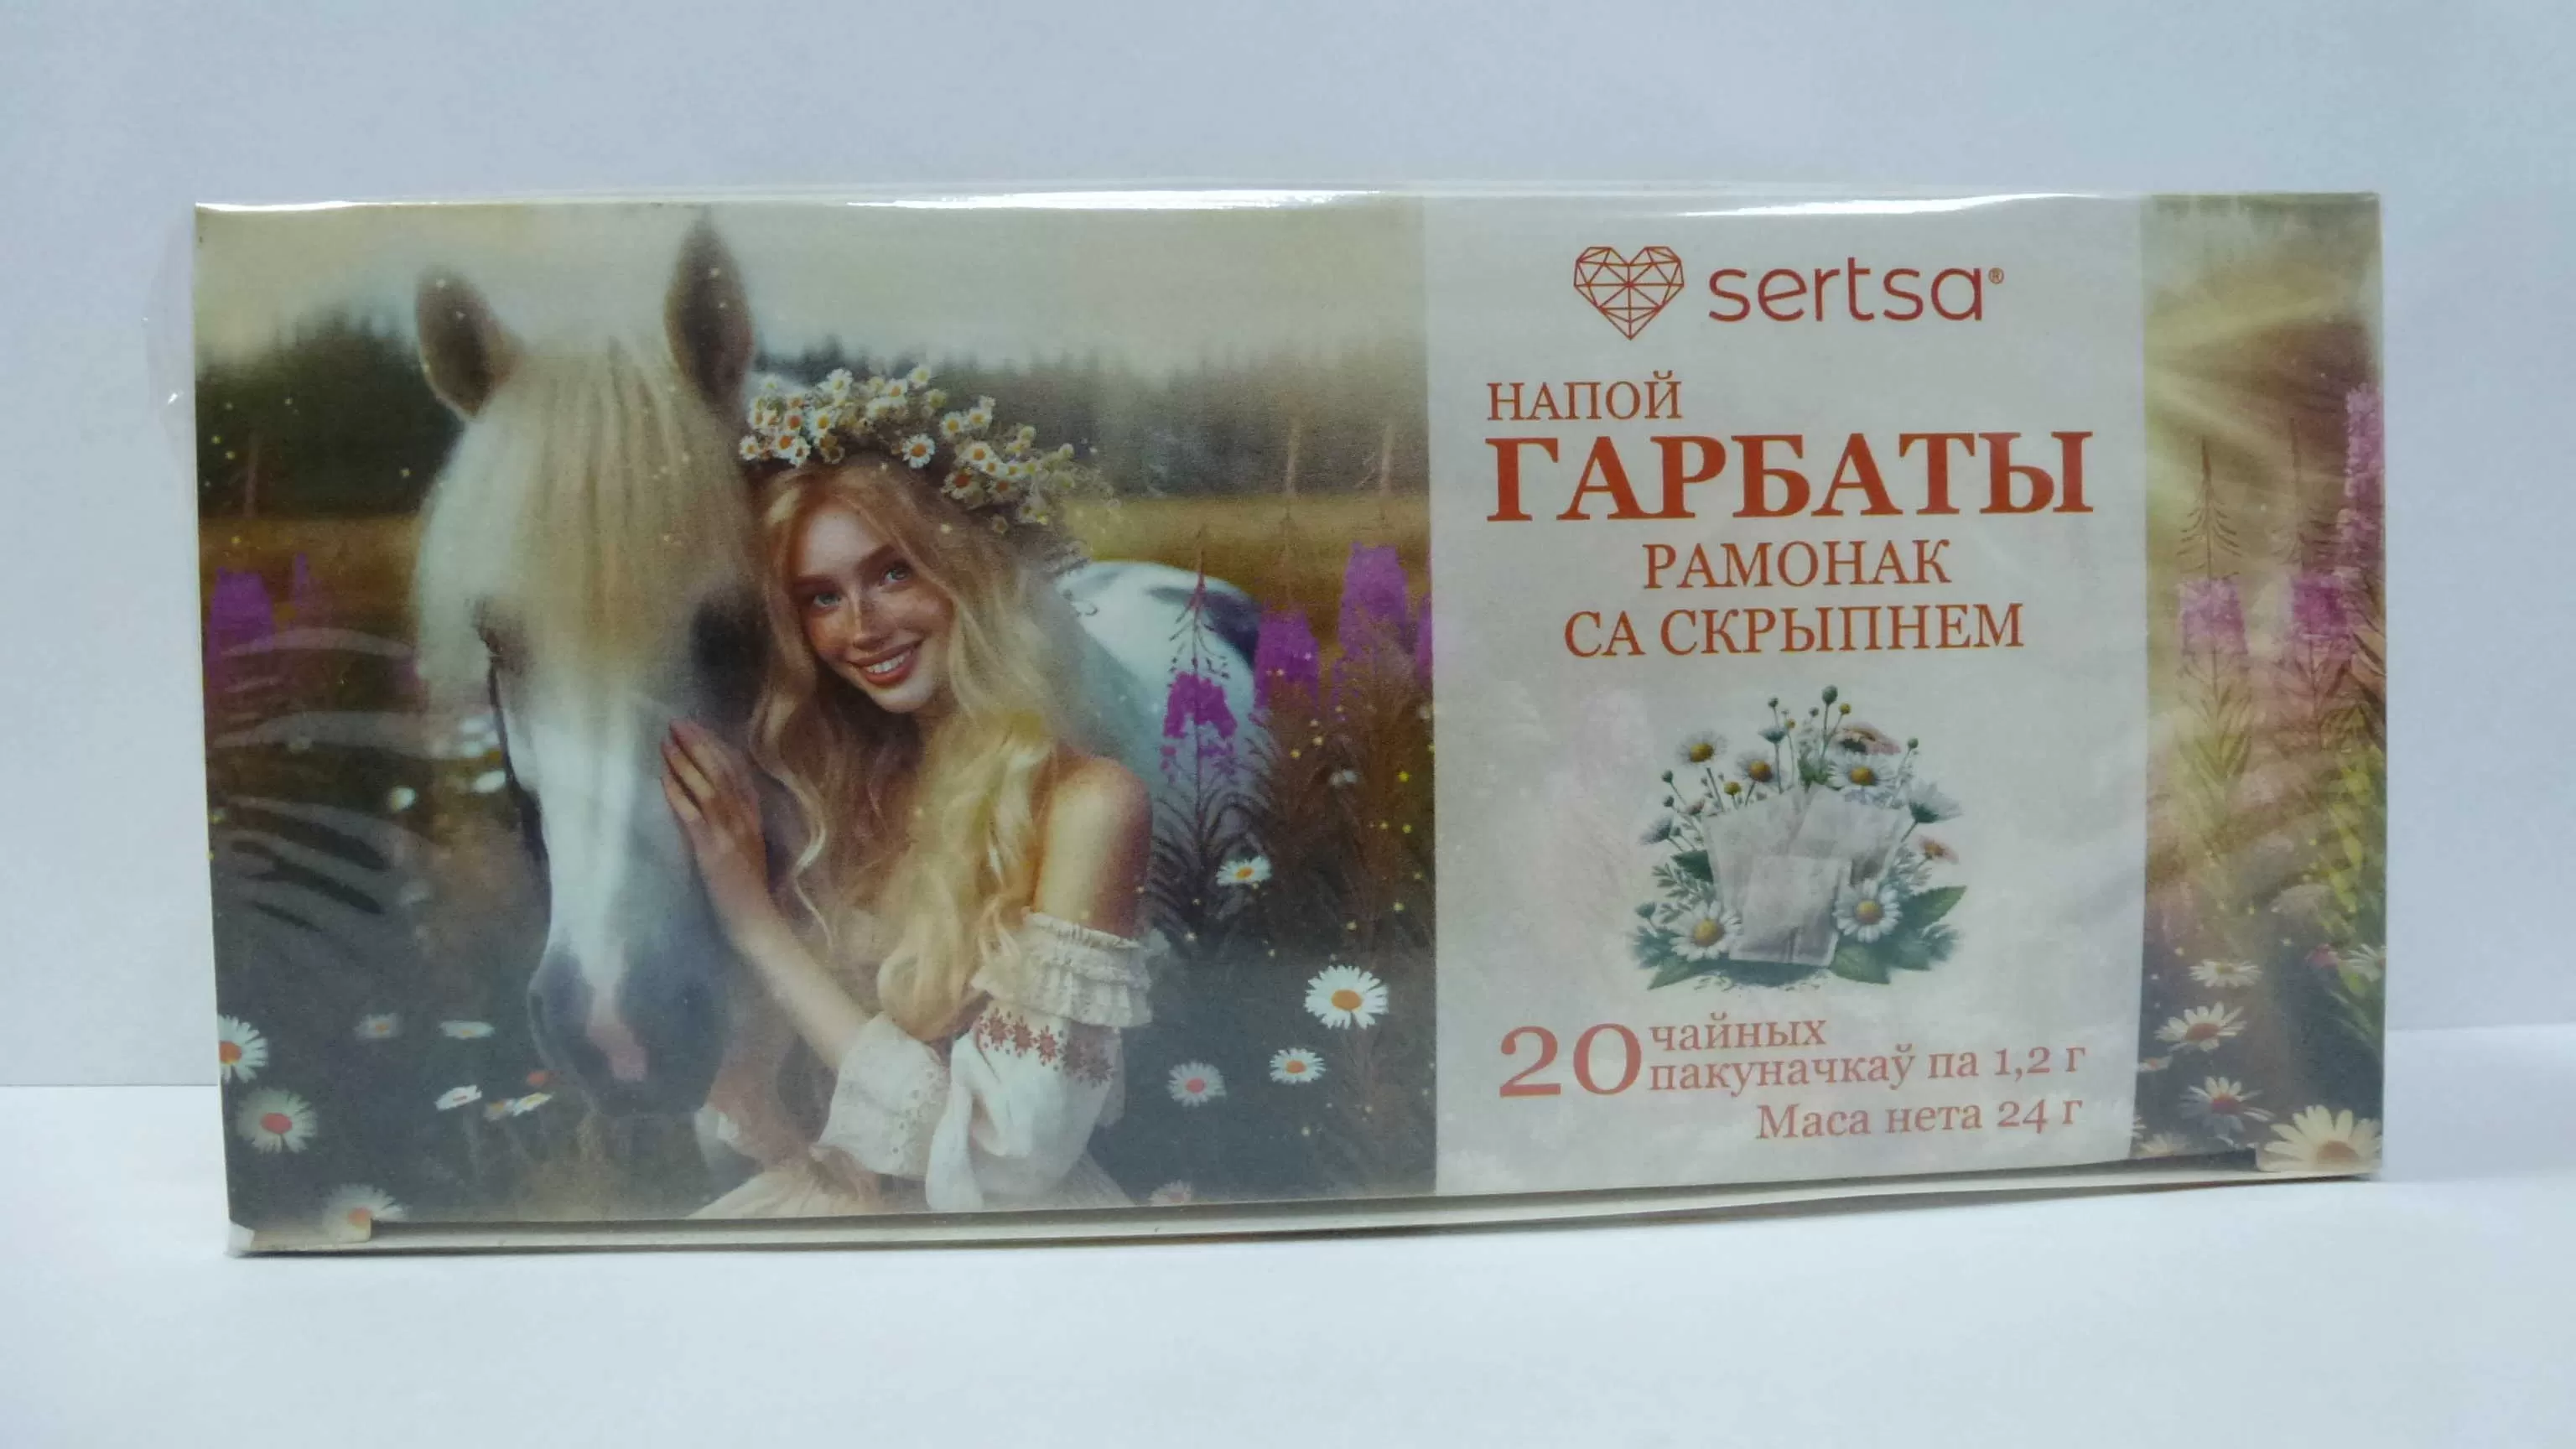 sertsa®
НАПОЙ
ГАРБАТЫ
РАМОНАК
СА СКРЫПНЕМ
20 чайных
пакуначкаў па 1,2 г
Маса нета 24 г